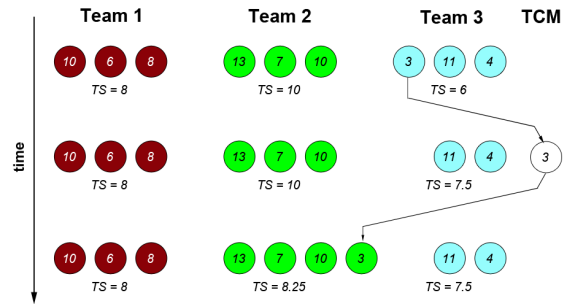 Team 1 Team 2 Team 3 TCM
10 6 8 13 7 10 3 11 4
TS = 8 TS = 10 TS = 6
time
10 6 8 13 7 10 11 4 3
TS = 8 TS = 10 TS = 7.5
10 6 8 13 7 10 3 11 4
TS = 8 TS = 8.25 TS = 7.5